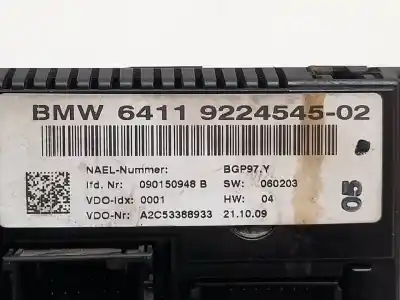 BMW 6411 9224545-02
NAEL-Nummer: BGP97.Y
lfd. Nr: 090150948 B SW: 060203
VDO-Idx: 0001 HW: 04
VDO-Nr: A2C53388933 21.10.09
05